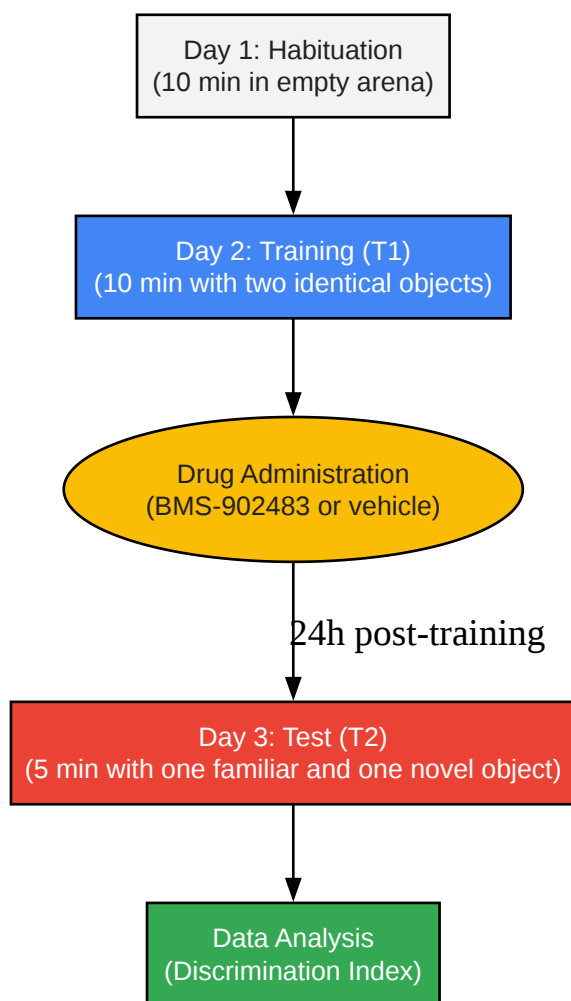 Day 1: Habituation
(10 min in empty arena)
Day 2: Training (T1)
(10 min with two identical objects)
Drug Administration
(BMS-902483 or vehicle)
24h post-training
Day 3: Test (T2)
(5 min with one familiar and one novel object)
Data Analysis
(Discrimination Index)